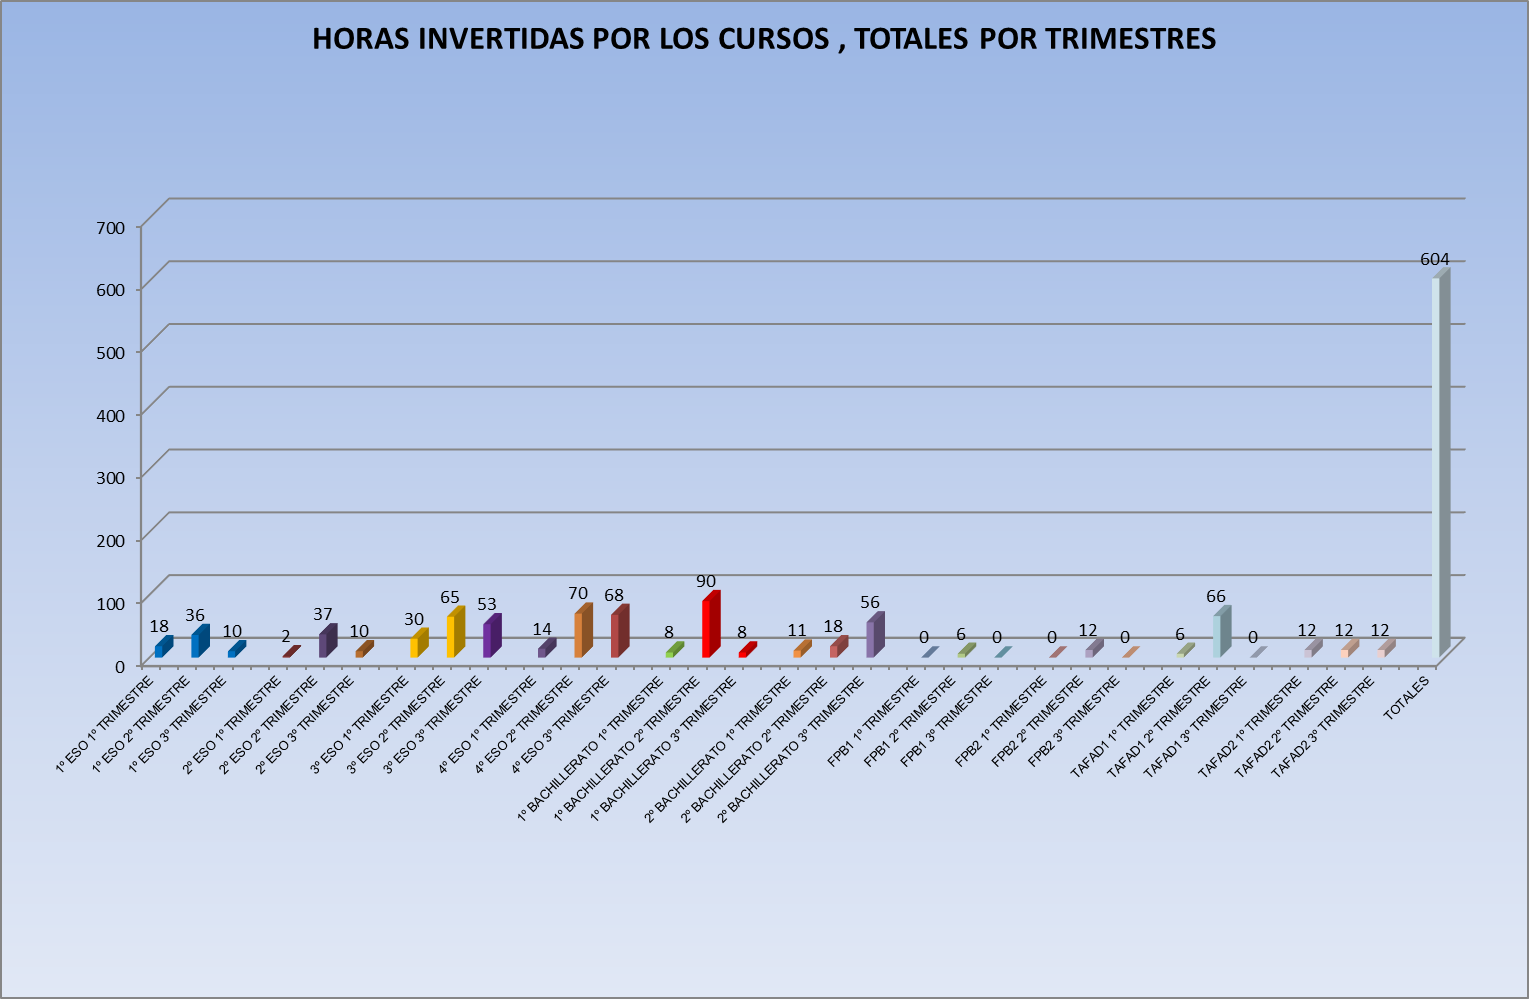 HORAS INVERTIDAS POR LOS CURSOS , TOTALES POR TRIMESTRES
700
600
500
400
300
200
100
0
18
36
10
2
37
10
30
65
53
14
70
68
8
90
8
11
18
56
0
6
0
0
12
0
6
66
0
12
12
12
604
1º ESO 1º TRIMESTRE
1º ESO 2º TRIMESTRE
1º ESO 3º TRIMESTRE
2º ESO 1º TRIMESTRE
2º ESO 2º TRIMESTRE
2º ESO 3º TRIMESTRE
3º ESO 1º TRIMESTRE
3º ESO 2º TRIMESTRE
3º ESO 3º TRIMESTRE
4º ESO 1º TRIMESTRE
4º ESO 2º TRIMESTRE
4º ESO 3º TRIMESTRE
1º BACHILLERATO 1º TRIMESTRE
1º BACHILLERATO 2º TRIMESTRE
1º BACHILLERATO 3º TRIMESTRE
2º BACHILLERATO 1º TRIMESTRE
2º BACHILLERATO 2º TRIMESTRE
2º BACHILLERATO 3º TRIMESTRE
FPB1 1º TRIMESTRE
FPB1 2º TRIMESTRE
FPB1 3º TRIMESTRE
FPB2 1º TRIMESTRE
FPB2 2º TRIMESTRE
FPB2 3º TRIMESTRE
TAFAD1 1º TRIMESTRE
TAFAD1 2º TRIMESTRE
TAFAD1 3º TRIMESTRE
TAFAD2 1º TRIMESTRE
TAFAD2 2º TRIMESTRE
TAFAD2 3º TRIMESTRE
TOTALES